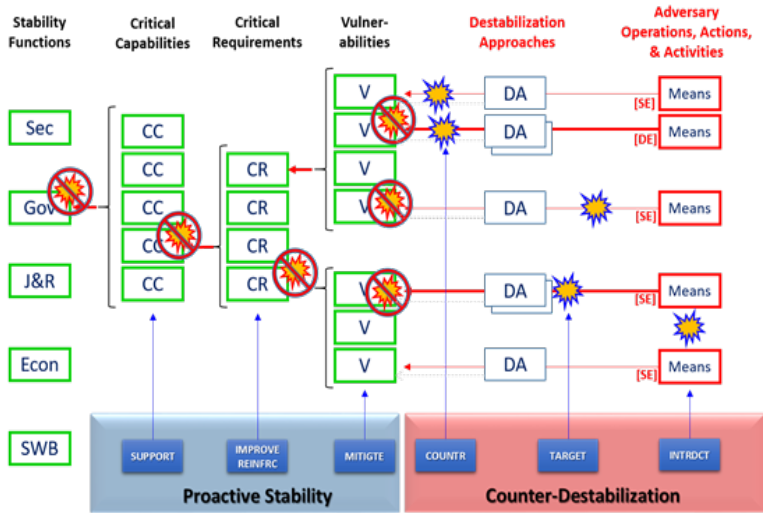 Stability
Functions
Critical
Capabilities
Critical
Requirements
Vulner-
abilities
Destabilization
Approaches
Adversary
Operations, Actions,
& Activities
Sec
Gov
J&R
Econ
SWB
CC
CC
CC
CC
CC
CR
CR
CR
CR
V
V
V
V
V
V
V
DA
DA
DA
DA
DA
[SE]
[DE]
[SE]
[SE]
[SE]
Means
Means
Means
Means
Means
SUPPORT
IMPROVE
REINFRC
MITIGTE
COUNTR
TARGET
INTRDCT
Proactive Stability
Counter-Destabilization